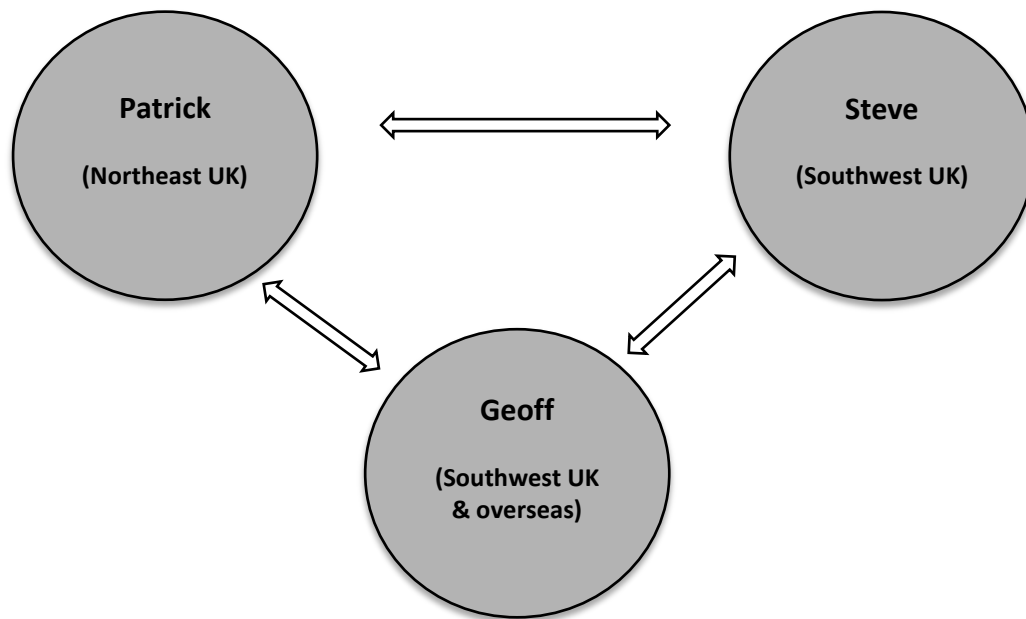 Patrick
(Northeast UK)
Steve
(Southwest UK)
Geoff
(Southwest UK
& overseas)